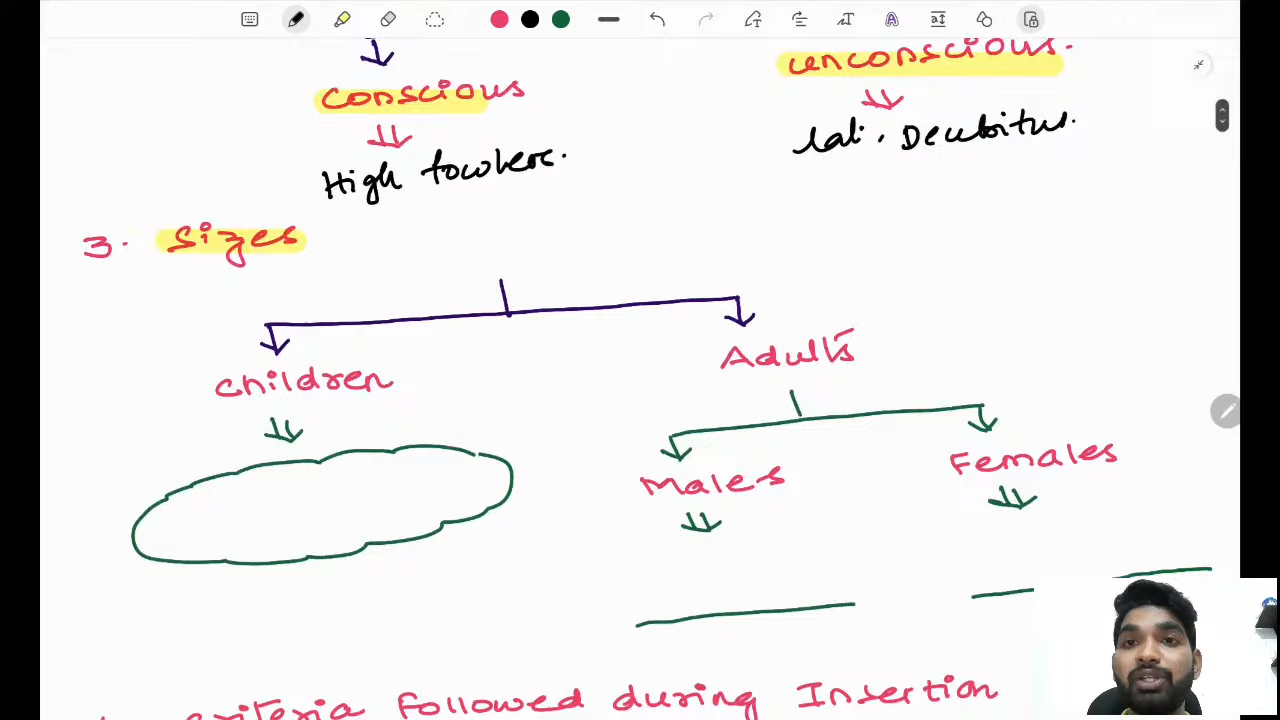 conscious
unconscious.
High fowlers.
lat. Decubitus.
3. Sizes
children
Adults
Males
Females
criteria followed during Insertion